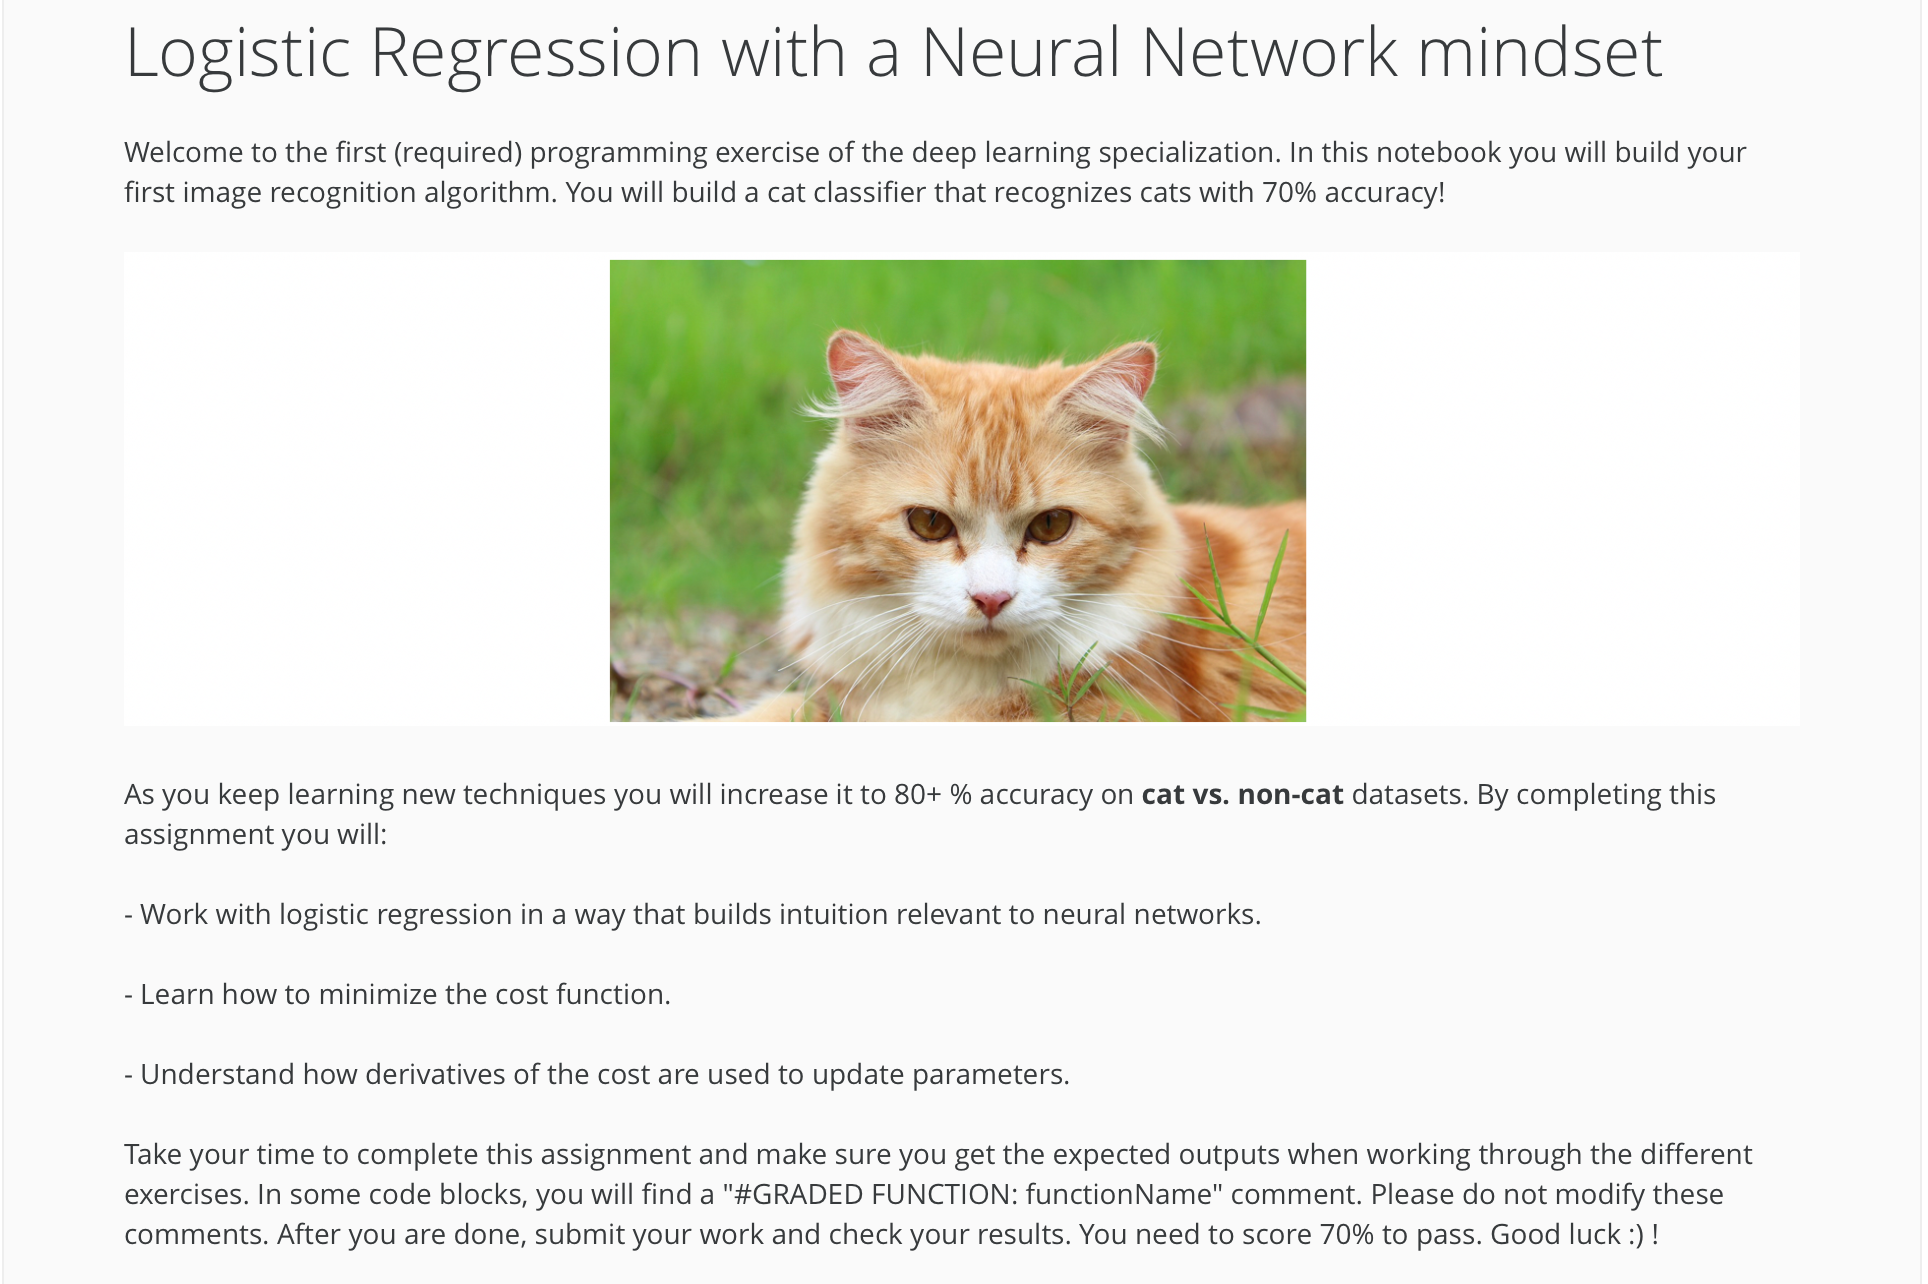 Logistic Regression with a Neural Network mindset
Welcome to the first (required) programming exercise of the deep learning specialization. In this notebook you will build your
first image recognition algorithm. You will build a cat classifier that recognizes cats with 70% accuracy!
As you keep learning new techniques you will increase it to 80+ % accuracy on cat vs. non-cat datasets. By completing this
assignment you will:
- Work with logistic regression in a way that builds intuition relevant to neural networks.
- Learn how to minimize the cost function.
- Understand how derivatives of the cost are used to update parameters.
Take your time to complete this assignment and make sure you get the expected outputs when working through the different
exercises. In some code blocks, you will find a "#GRADED FUNCTION: functionName" comment. Please do not modify these
comments. After you are done, submit your work and check your results. You need to score 70% to pass. Good luck :) !